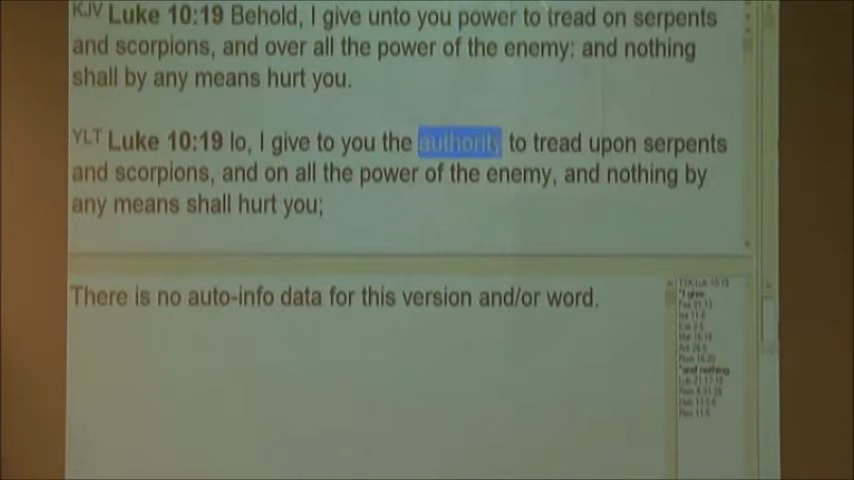 KJV Luke 10:19 Behold, I give unto you power to tread on serpents
and scorpions, and over all the power of the enemy: and nothing
shall by any means hurt you.
YLT Luke 10:19 lo, I give to you the authority to tread upon serpents
and scorpions, and on all the power of the enemy, and nothing by
any means shall hurt you;
There is no auto-info data for this version and/or word.
"I give
"and nothing